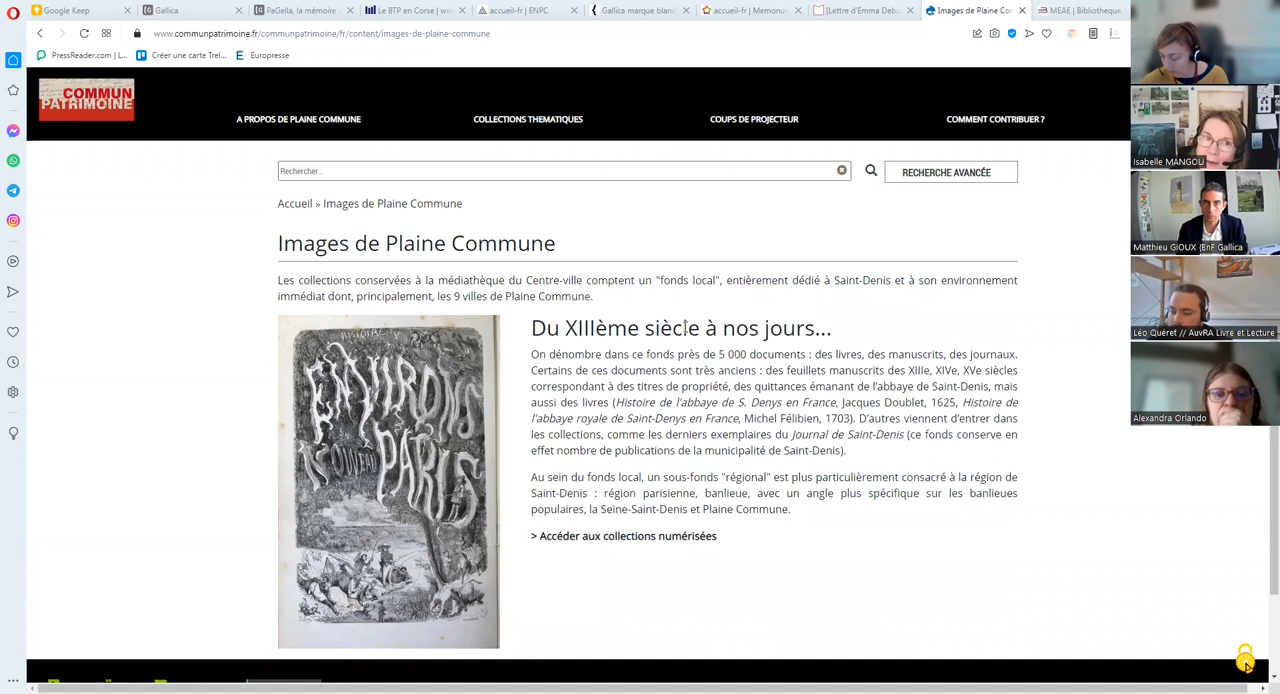 Google Keep
Gallica
PaGella, la mémoire d
Le BTP en Corse | ww
accueil-fr | ENPC
Gallica marque blanc
accueil-fr | Memonum
[Lettre d'Emma Debu
Images de Plaine Con
MEAE | Bibliotheque
www.communpatrimoine.fr/communpatrimoine/fr/content/images-de-plaine-commune
PressReader.com | L...
Créer une carte Trel...
Europresse
COMMUN
PATRIMOINE
A PROPOS DE PLAINE COMMUNE
COLLECTIONS THEMATIQUES
COUPS DE PROJECTEUR
COMMENT CONTRIBUER ?
Rechercher...
RECHERCHE AVANCÉE
Accueil » Images de Plaine Commune
Images de Plaine Commune
Les collections conservées à la médiathèque du Centre-ville comptent un "fonds local", entièrement dédié à Saint-Denis et à son environnement
immédiat dont, principalement, les 9 villes de Plaine Commune.
ENVIRONS
NOUVEAU
PARIS
Du XIIIème siècle à nos jours...
On dénombre dans ce fonds près de 5 000 documents : des livres, des manuscrits, des journaux.
Certains de ces documents sont très anciens : des feuillets manuscrits des XIIIe, XIVe, XVe siècles
correspondant à des titres de propriété, des quittances émanant de l'abbaye de Saint-Denis, mais
aussi des livres (Histoire de l'abbaye de S. Denys en France, Jacques Doublet, 1625, Histoire de
l'abbaye royale de Saint-Denys en France, Michel Félibien, 1703). D'autres viennent d'entrer dans
les collections, comme les derniers exemplaires du Journal de Saint-Denis (ce fonds conserve en
effet nombre de publications de la municipalité de Saint-Denis).
Au sein du fonds local, un sous-fonds "régional" est plus particulièrement consacré à la région de
Saint-Denis : région parisienne, banlieue, avec un angle plus spécifique sur les banlieues
populaires, la Seine-Saint-Denis et Plaine Commune.
> Accéder aux collections numérisées
Isabelle MANGOU
Matthieu GIOUX (BnF Gallica
Léo Quéret // AuvRA Livre et Lecture
Alexandra Orlando